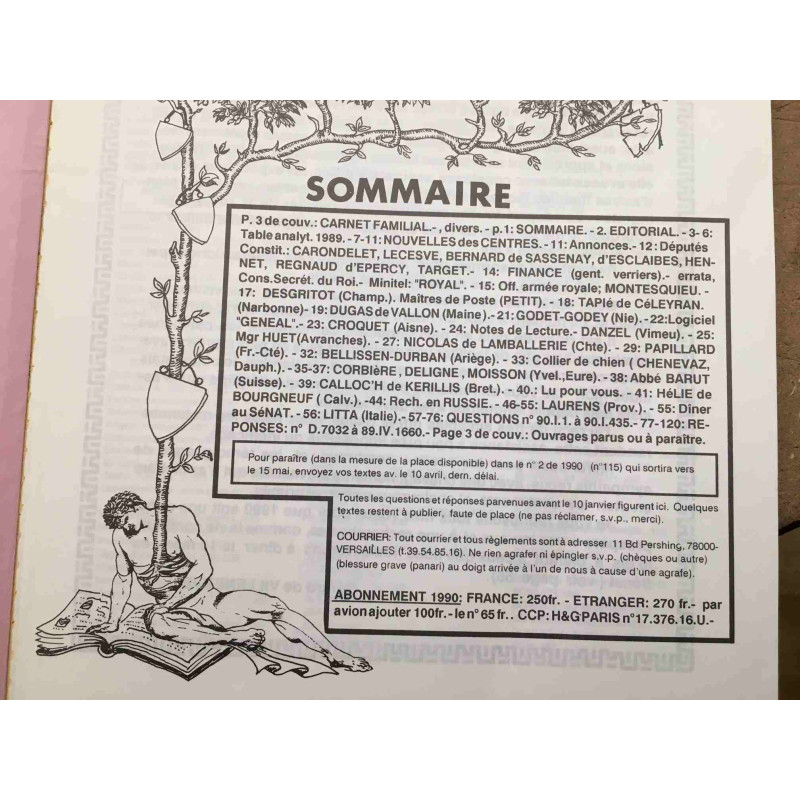 SOMMAIRE
P. 3 de couv.: CARNET FAMILIAL.- , divers. - p.1: SOMMAIRE. - 2. EDITORIAL. - 3- 6:
Table analyt. 1989. - 7-11: NOUVELLES des CENTRES. - 11: Annonces. - 12: Députés
Constit.: CARONDELET, LECESVE, BERNARD de SASSENAY, d'ESCLAIBES, HEN-
NET, REGNAUD d'EPERCY, TARGET.- 14: FINANCE (gent. verriers).- errata,
Cons.Secrét. du Roi.- Minitel: "ROYAL". - 15: Off. armée royale; MONTESQUIEU. -
17: DESGRITOT (Champ.). Maitres de Poste (PETIT). - 18: TAPIé de CéLEYRAN.
(Narbonne)- 19: DUGAS de VALLON (Maine).- 21: GODET-GODEY (Nie).-22:Logiciel
"GENEAL".- 23: CROQUET (Aisne). - 24: Notes de Lecture.- DANZEL (Vimeu). - 25:
Mgr HUET(Avranches). - 27: NICOLAS de LAMBALLERIE (Chte). - 29: PAPILLARD
(Fr.-Cté). - 32: BELLISSEN-DURBAN (Ariège). - 33: Collier de chien ( CHENEVAZ,
Dauph.). - 35-37: CORBIèRE, DELIGNE , MOISSON (Yvel.,Eure). - 38: Abbé BARUT
(Suisse). - 39: CALLOC'H de KERILLIS (Bret.). - 40.: Lu pour vous. - 41: HéLIE de
BOURGNEUF ( Calv.). -44: Rech. en RUSSIE. - 46-55: LAURENS (Prov.). - 55: Dîner
au SéNAT. - 56: LITTA (Italie).- 57-76: QUESTIONS n° 90.I.1. à 90.I.435. - 77-120: RE-
PONSES: n° D.7032 à 89.IV.1660.- Page 3 de couv.: Ouvrages parus ou à paraître.
Pour paraître (dans la mesure de la place disponible) dans le n° 2 de 1990 (n°115) qui sortira vers
le 15 mai, envoyez vos textes av. le 10 avril, dern. délai.
Toutes les questions et réponses parvenues avant le 10 janvier figurent ici. Quelques
textes restent à publier, faute de place (ne pas réclamer, s.v.p., merci).
COURRIER: Tout courrier et tous règlements sont à adresser 11 Bd Pershing, 78000-
VERSAILLES (t.39.54.85.16). Ne rien agrafer ni épingler s.v.p. (chèques ou autre)
(blessure grave (panari) au doigt arrivée à l'un de nous à cause d'une agrafe).
ABONNEMENT 1990: FRANCE: 250fr. - ETRANGER: 270 fr.- par
avion ajouter 100fr.- le n° 65 fr. . CCP: H&G PARIS n°17.376.16.U.-